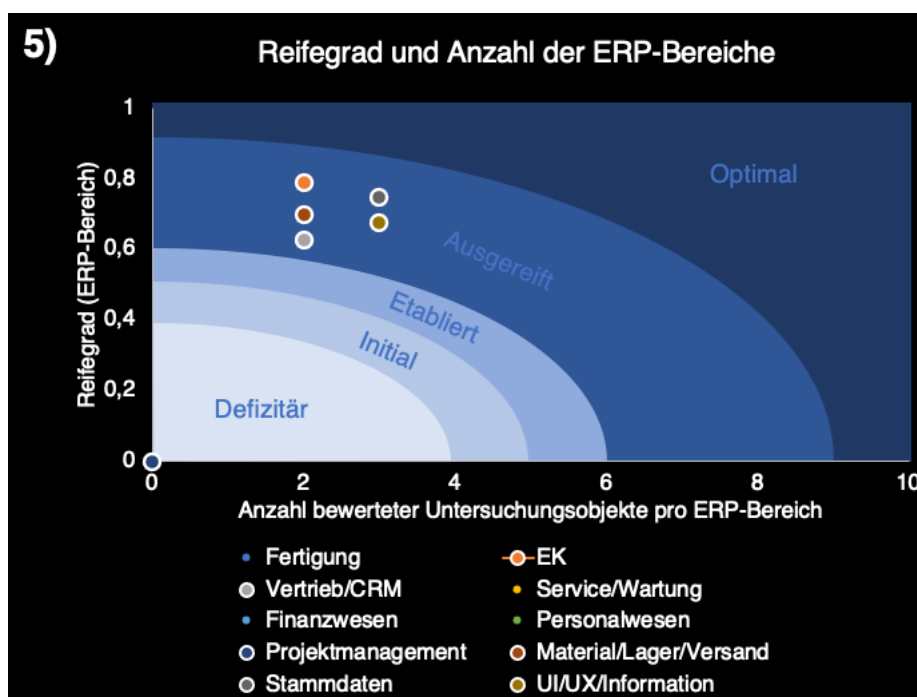 5)
Reifegrad und Anzahl der ERP-Bereiche
Reifegrad (ERP-Bereich)
1
0,8
0,6
0,4
0,2
0
Optimal
Ausgereift
Etabliert
Initial
Defizitär
0 2 4 6 8 10
Anzahl bewerteter Untersuchungsobjekte pro ERP-Bereich
Fertigung EK
Vertrieb/CRM Service/Wartung
Finanzwesen Personalwesen
Projektmanagement Material/Lager/Versand
Stammdaten UI/UX/Information